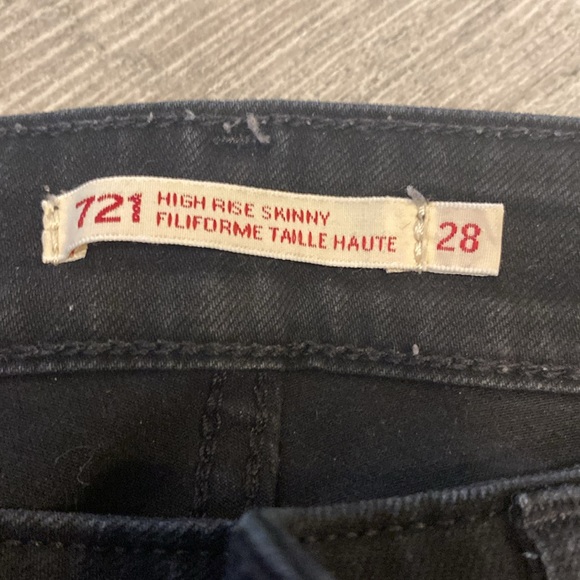 721
HIGH RISE SKINNY
FILIFORME TAILLE HAUTE
28